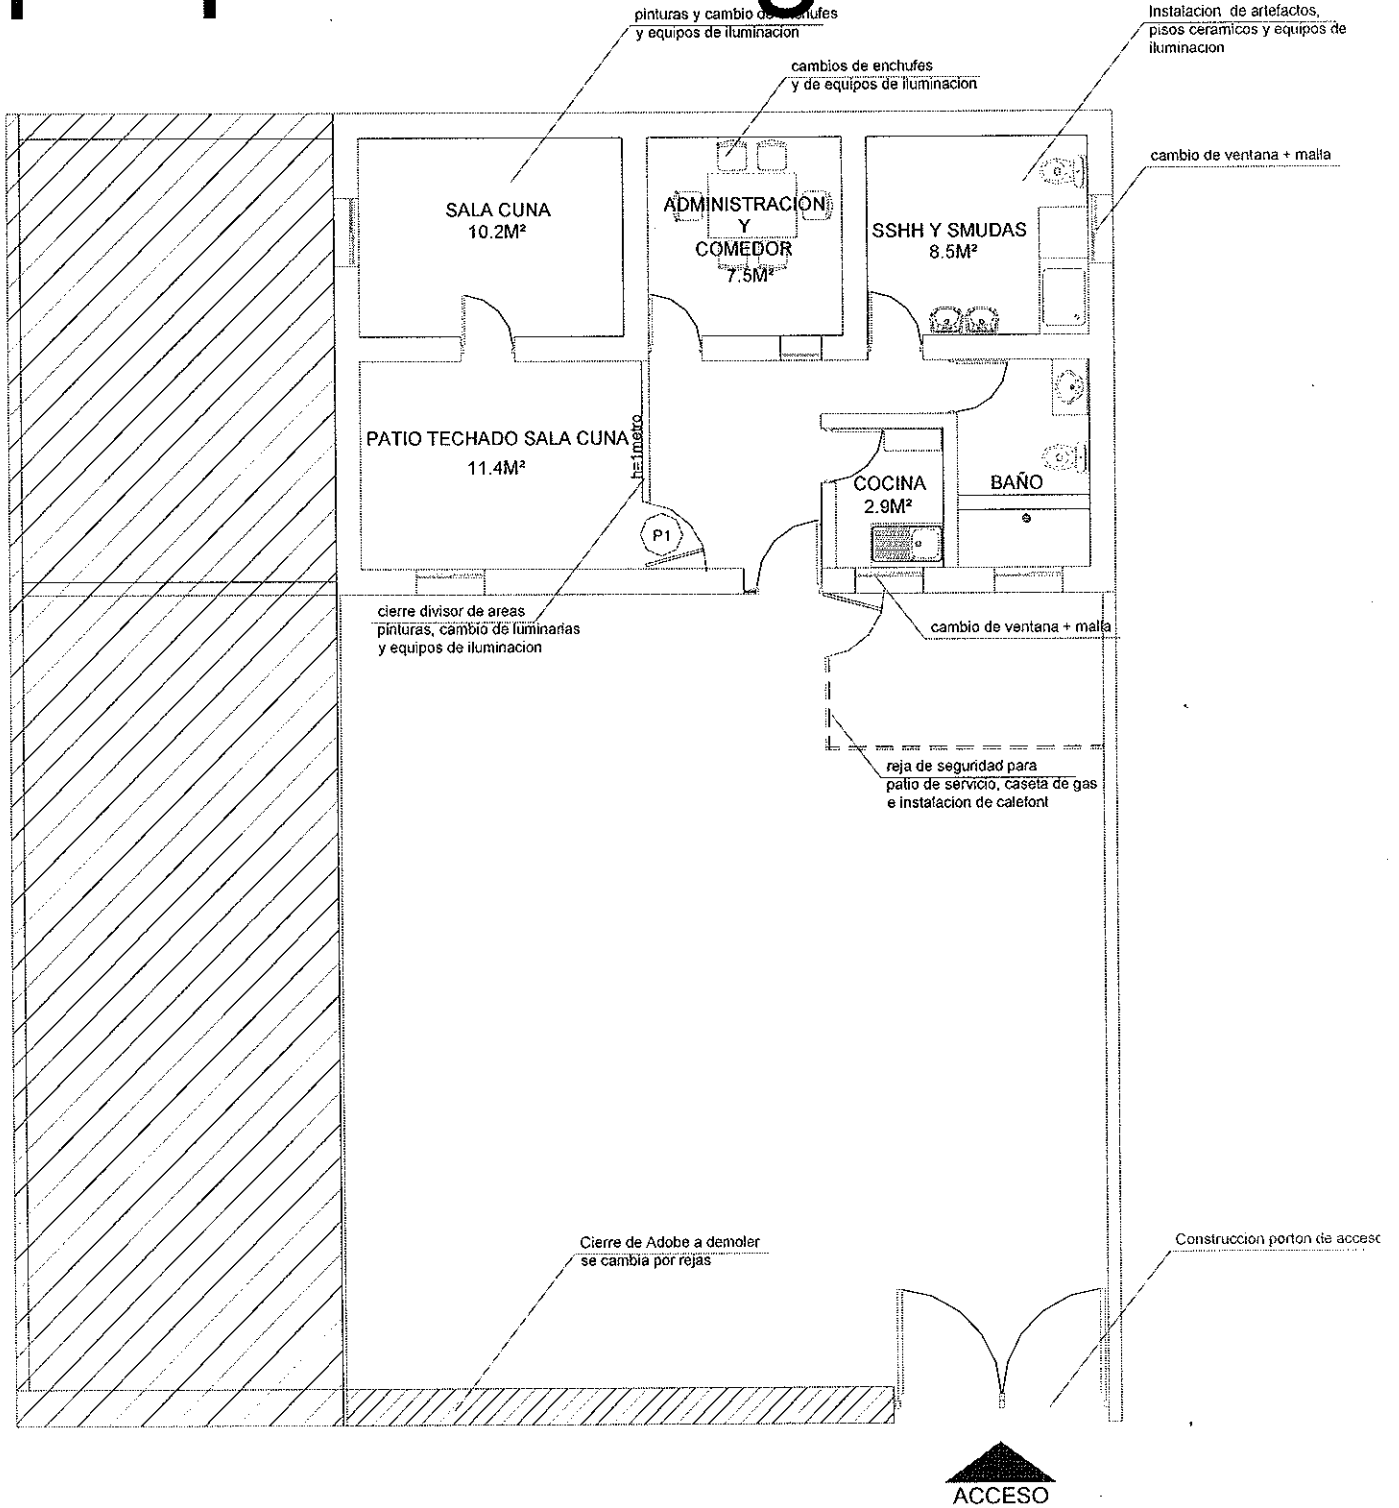 pinturas y cambio de enchufes
y equipos de iluminacion
Instalacion de artefactos,
pisos ceramicos y equipos de
iluminacion
cambios de enchufes
y de equipos de iluminacion
cambio de ventana + malla
SALA CUNA
10.2M²
ADMINISTRACION
Y
COMEDOR
7.5M²
SSHH Y SMUDAS
8.5M²
PATIO TECHADO SALA CUNA
11.4M²
h=1metro
COCINA
2.9M²
BAÑO
P1
cierre divisor de areas
pinturas, cambio de luminarias
y equipos de iluminacion
cambio de ventana + malla
reja de seguridad para
patio de servicio, caseta de gas
e instalacion de calefont
Cierre de Adobe a demoler
se cambia por rejas
Construccion porton de acceso
ACCESO